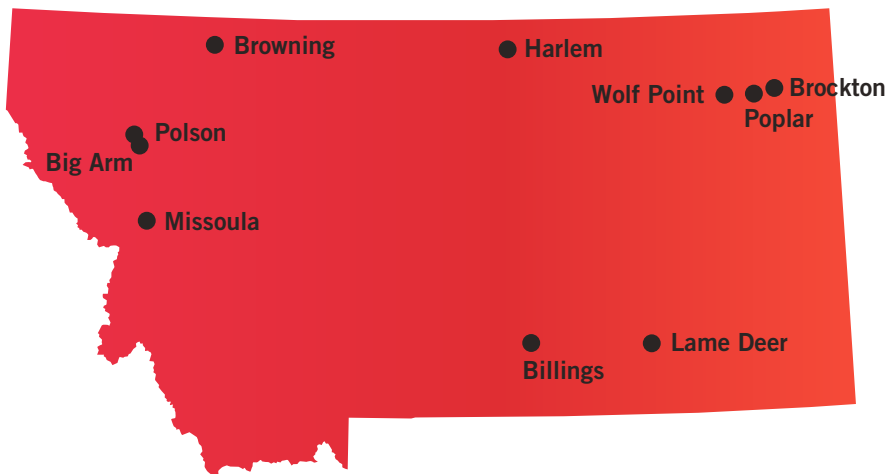 Browning
Harlem
Brockton
Wolf Point
Poplar
Polson
Big Arm
Missoula
Lame Deer
Billings